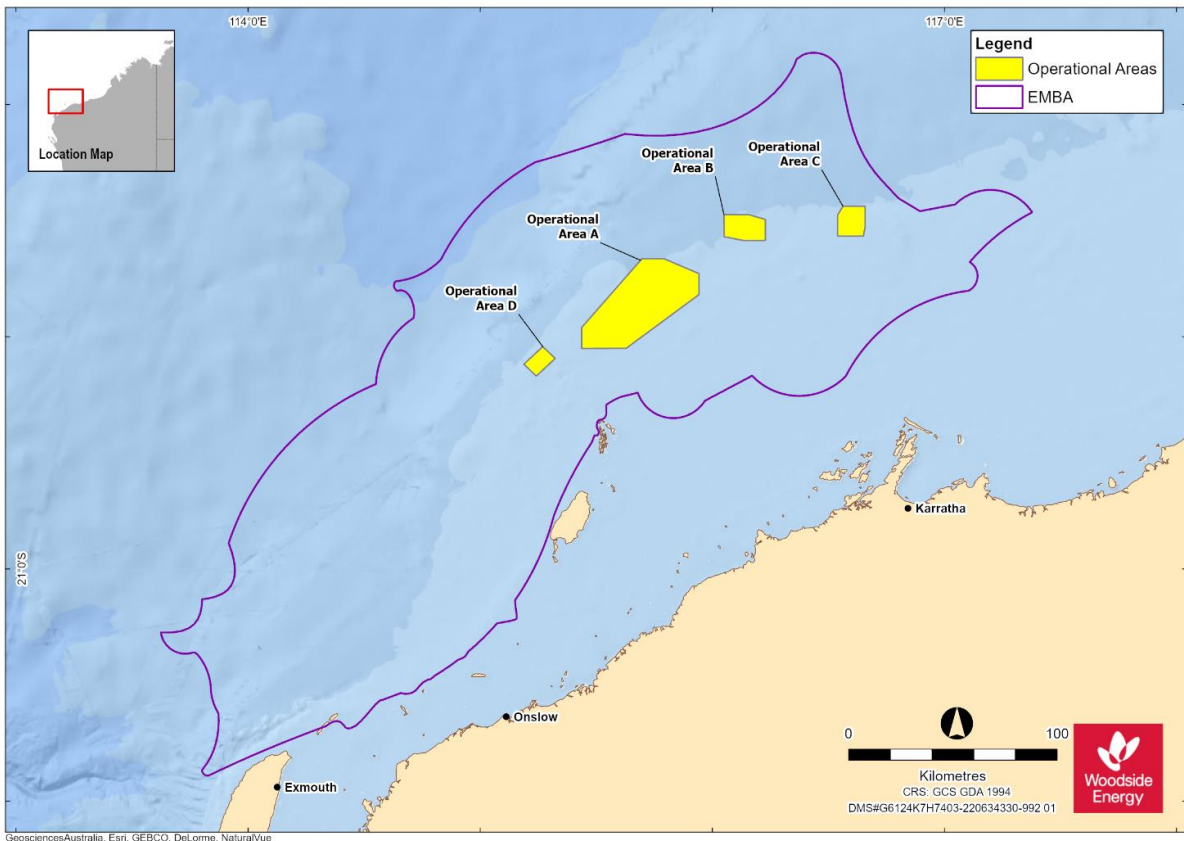 114°0'E
117°0'E
Location Map
Legend
Operational Areas
EMBA
Operational
Area B
Operational
Area C
Operational
Area A
Operational
Area D
21°0'S
Karratha
Onslow
Exmouth
0
100
Kilometres
CRS: GCS GDA 1994
DMS#G6124K7H7403-220634330-992 01
Woodside
Energy
GeosciencesAustralia, Esri, GEBCO, DeLorme, NaturalVue